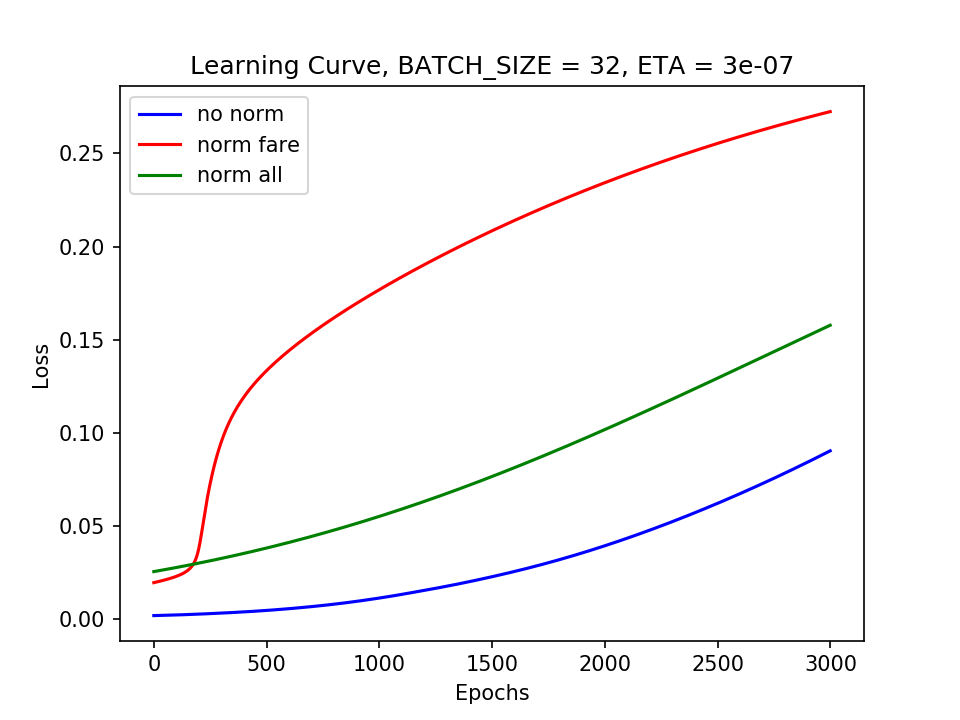 Learning Curve, BATCH_SIZE = 32, ETA = 3e-07
no norm
norm fare
norm all
0.25
0.20
0.15
0.10
0.05
0.00
Loss
0 500 1000 1500 2000 2500 3000
Epochs